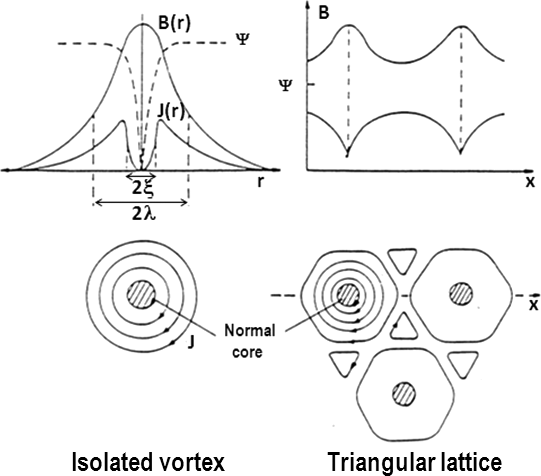 B(r)
Ψ
J(r)
r
2ξ
2λ
B
Ψ
x
Normal
core
J
x
Isolated vortex
Triangular lattice